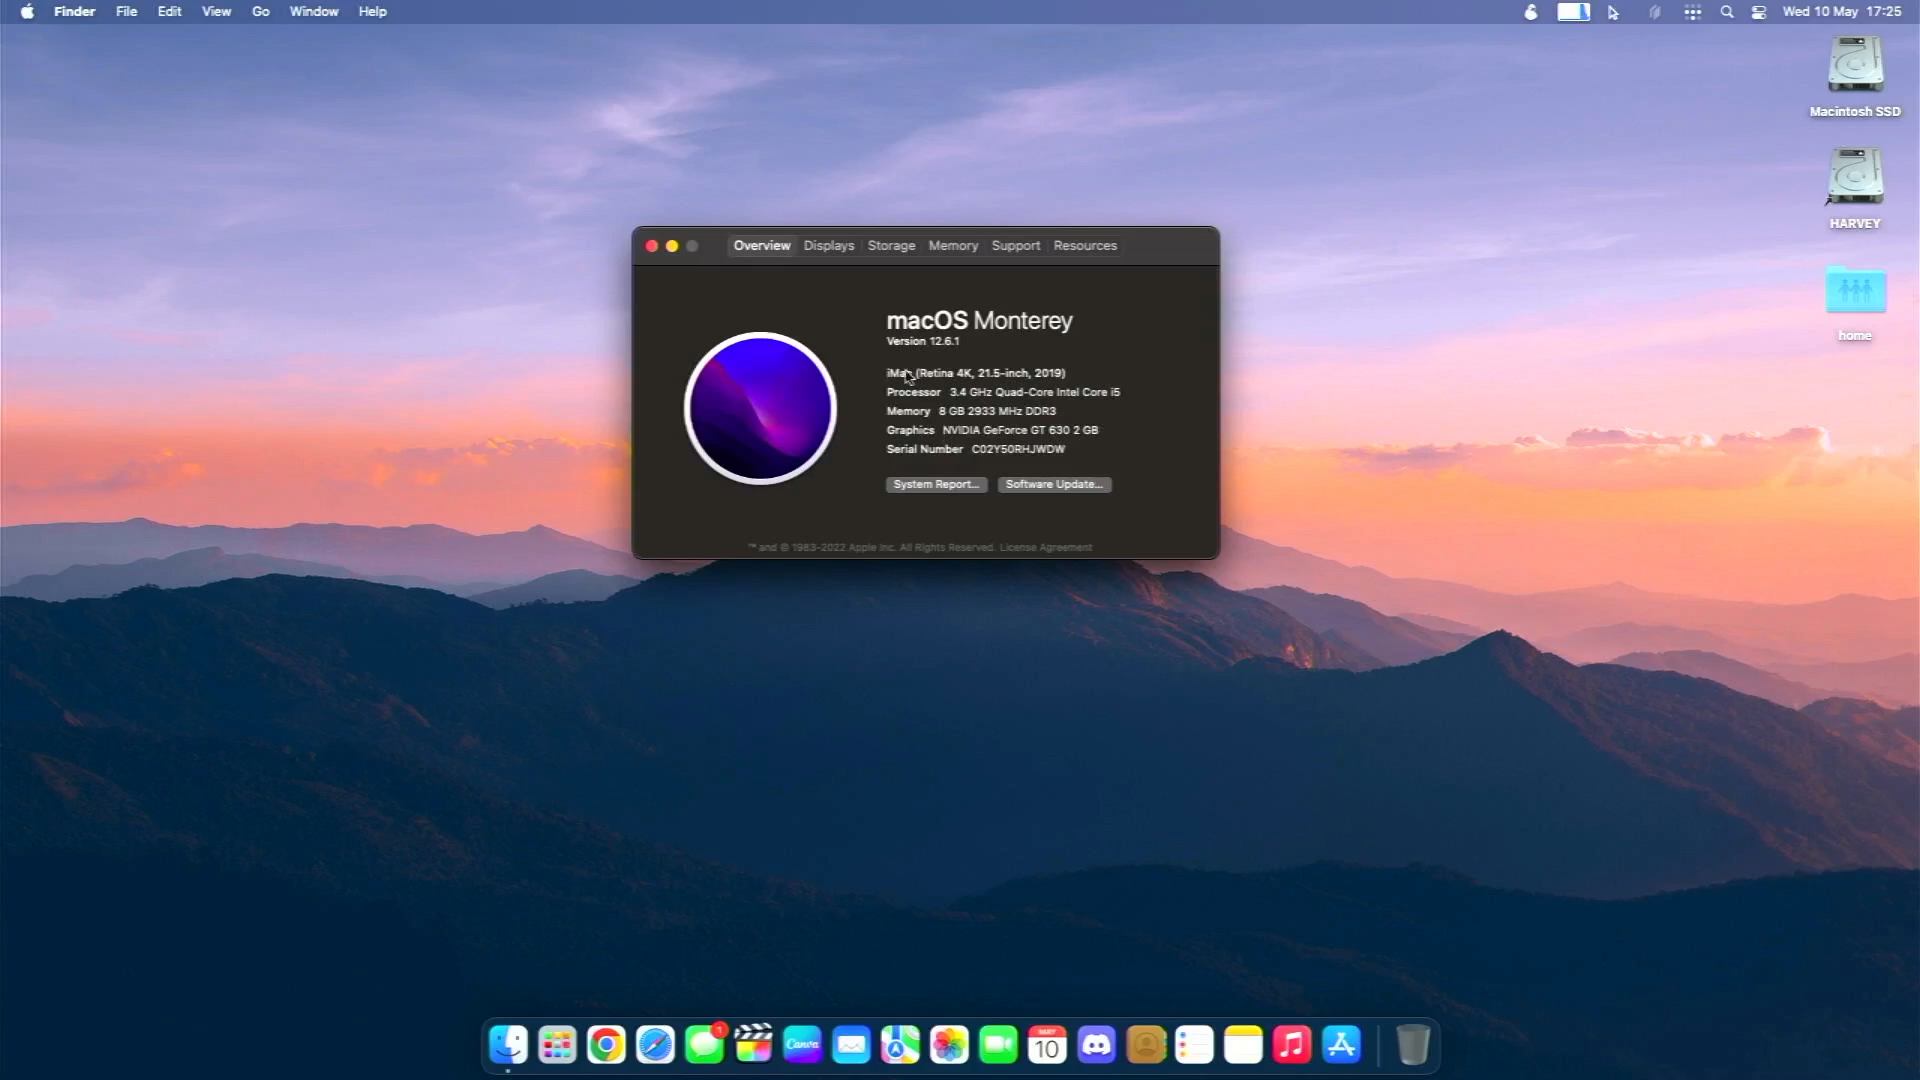 Finder File Edit View Go Window Help
Wed 10 May 17:25
Macintosh SSD
HARVEY
home
Overview Displays Storage Memory Support Resources
macOS Monterey
Version 12.6.1
(Retina 4K, 21.5-inch, 2019)
Processor 3.4 GHz Quad-Core Intel Core i5
Memory 8 GB 2933 MHz DDR3
Graphics NVIDIA GeForce GT 630 2 GB
Serial Number C02Y50RHJWDW
System Report... Software Update...
™ and © 1983-2022 Apple Inc. All Rights Reserved. License Agreement
1
Canva
MAY
10